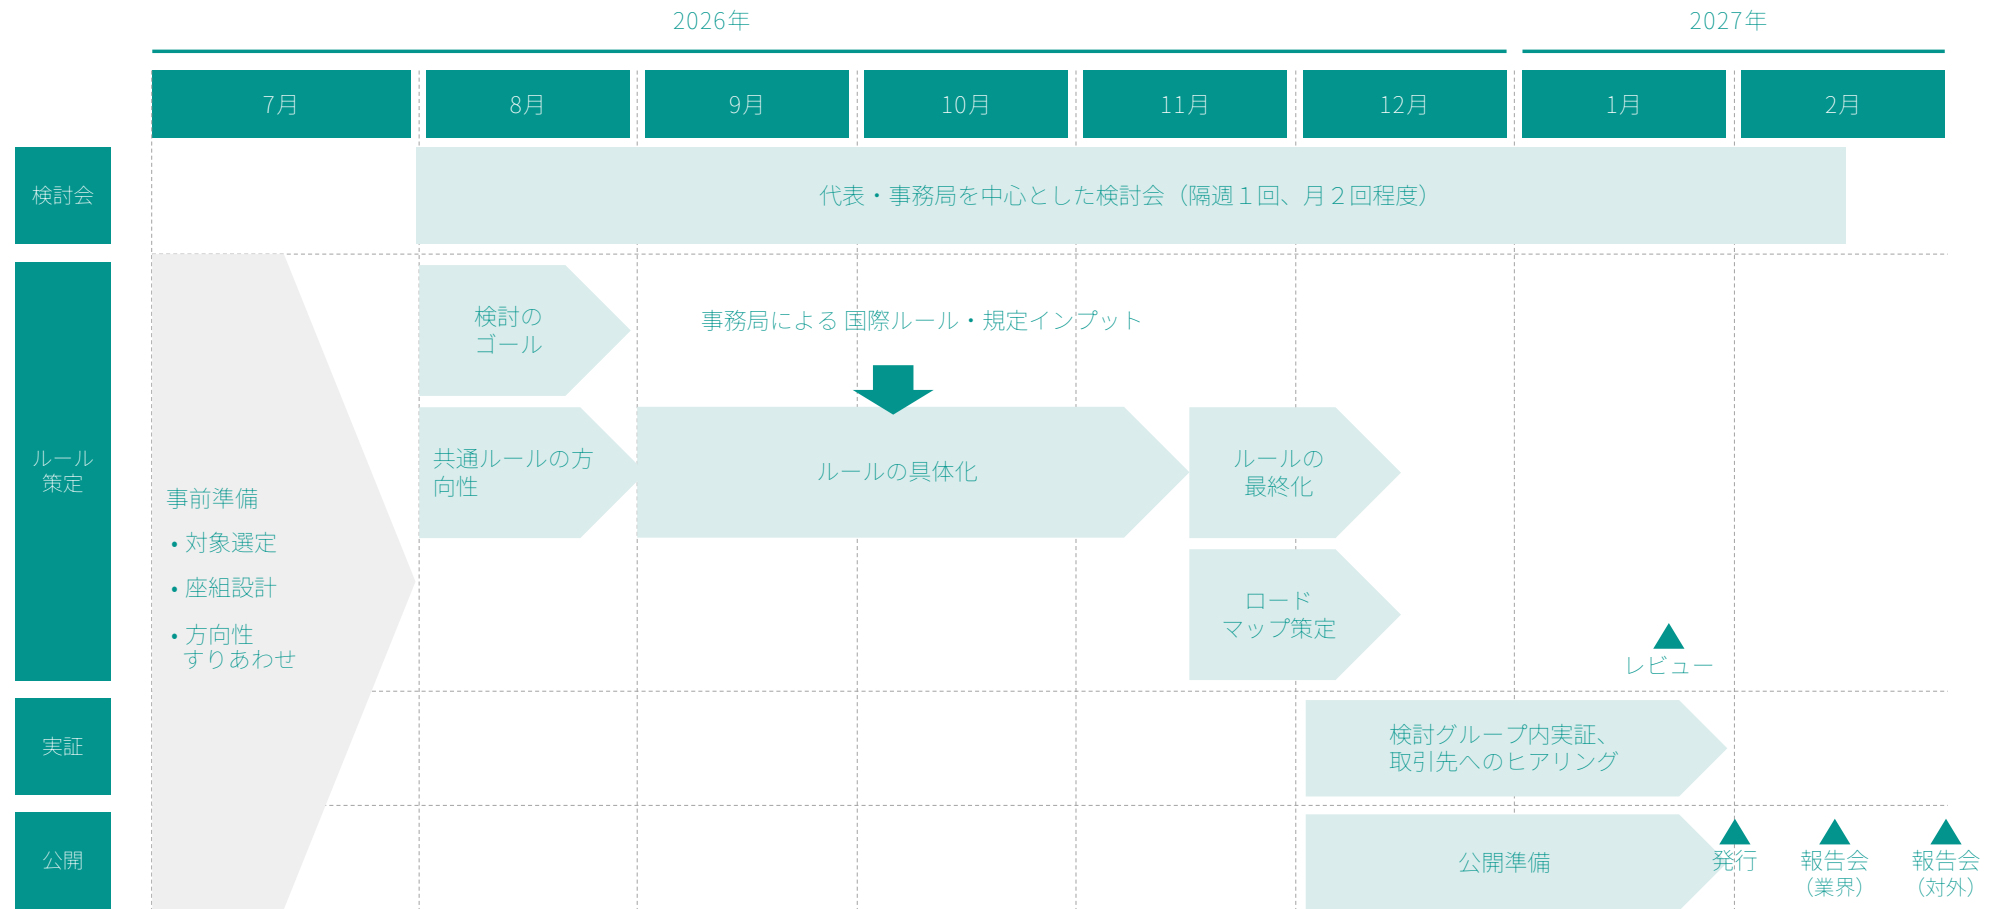 2026年
2027年
7月
8月
9月
10月
11月
12月
1月
2月
検討会
代表・事務局を中心とした検討会（隔週１回、月２回程度）
ルール
策定
事前準備
・対象選定
・座組設計
・方向性
すりあわせ
検討の
ゴール
事務局による 国際ルール・規定インプット
共通ルールの方
向性
ルールの具体化
ルールの
最終化
ロード
マップ策定
レビュー
実証
検討グループ内実証、
取引先へのヒアリング
公開
公開準備
発行
報告会
（業界）
報告会
（対外）